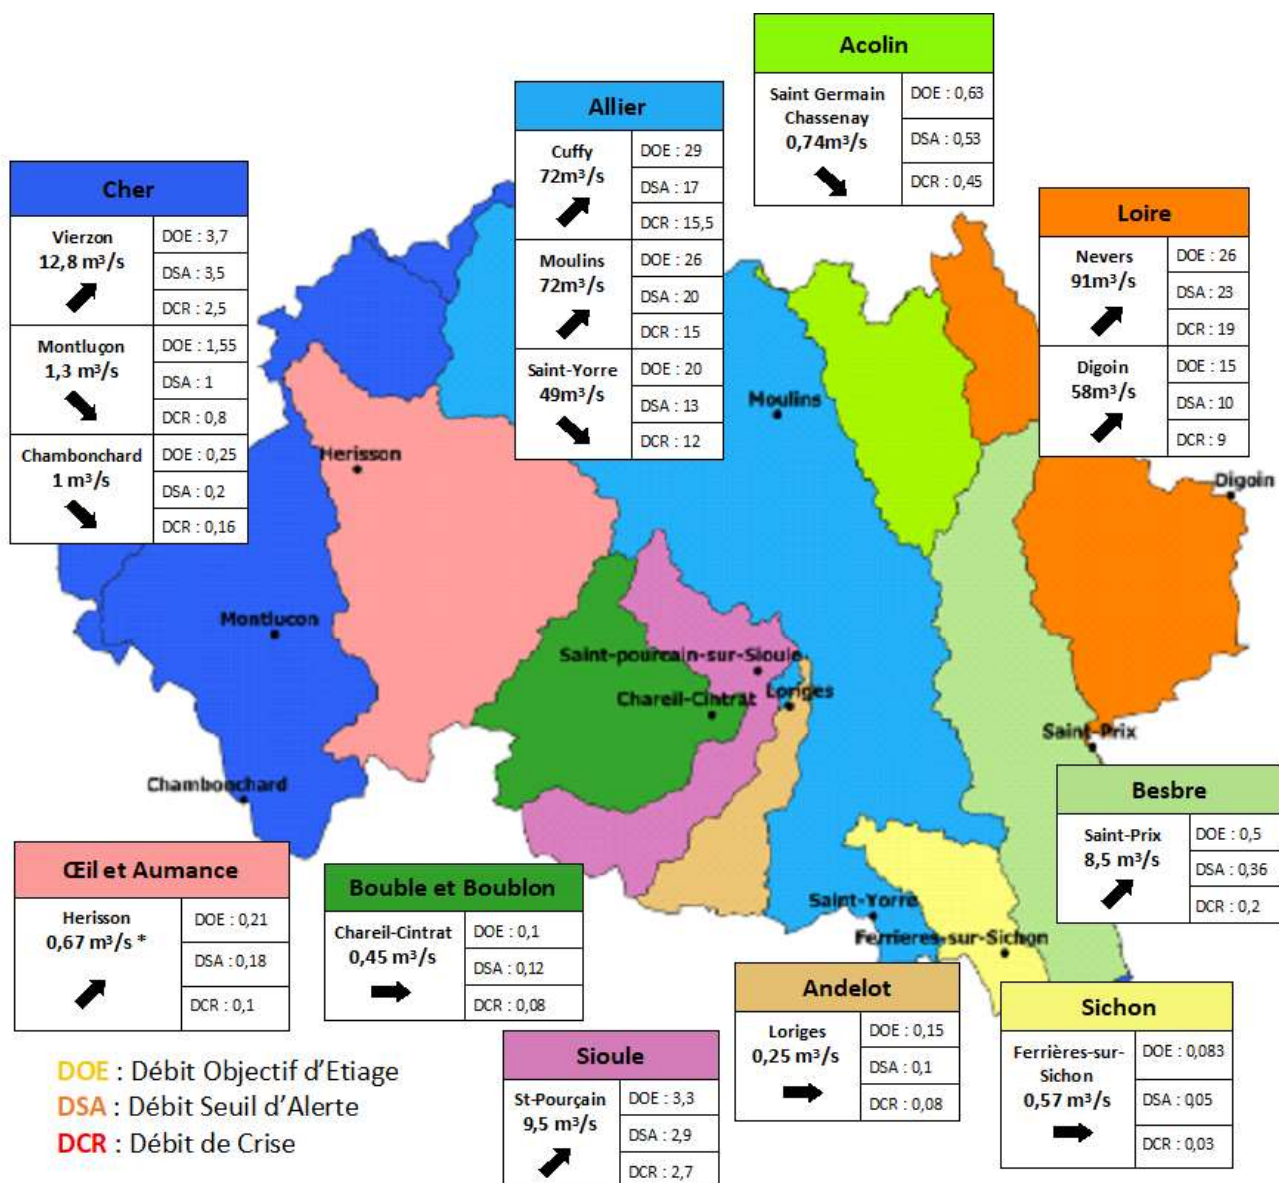 Acolin
Saint Germain
Chassenay
0,74m³/s
DOE : 0,63
DSA : 0,53
DCR : 0,45
Allier
Cuffy
72m³/s
DOE : 29
DSA : 17
DCR : 15,5
Moulins
72m³/s
DOE : 26
DSA : 20
DCR : 15
Saint-Yorre
49m³/s
DOE : 20
DSA : 13
DCR : 12
Cher
Vierzon
12,8 m³/s
DOE : 3,7
DSA : 3,5
DCR : 2,5
Montluçon
1,3 m³/s
DOE : 1,55
DSA : 1
DCR : 0,8
Chambonchard
1 m³/s
DOE : 0,25
DSA : 0,2
DCR : 0,16
Loire
Nevers
91m³/s
DOE : 26
DSA : 23
DCR : 19
Digoin
58m³/s
DOE : 15
DSA : 10
DCR : 9
Moulins
Herisson
Digoin
Montlucon
Saint-pourcain-sur-Sioule
Chareil-Cintrat
Loriges
Saint-Prix
Chambonchard
Saint-Yorre
Ferrieres-sur-Sichon
Besbre
Saint-Prix
8,5 m³/s
DOE : 0,5
DSA : 0,36
DCR : 0,2
Œil et Aumance
Herisson
0,67 m³/s *
DOE : 0,21
DSA : 0,18
DCR : 0,1
Bouble et Boublon
Chareil-Cintrat
0,45 m³/s
DOE : 0,1
DSA : 0,12
DCR : 0,08
Andelot
Loriges
0,25 m³/s
DOE : 0,15
DSA : 0,1
DCR : 0,08
Sichon
Ferrières-sur-
Sichon
0,57 m³/s
DOE : 0,083
DSA : 0,05
DCR : 0,03
Sioule
St-Pourçain
9,5 m³/s
DOE : 3,3
DSA : 2,9
DCR : 2,7
DOE : Débit Objectif d'Etiage
DSA : Débit Seuil d'Alerte
DCR : Débit de Crise